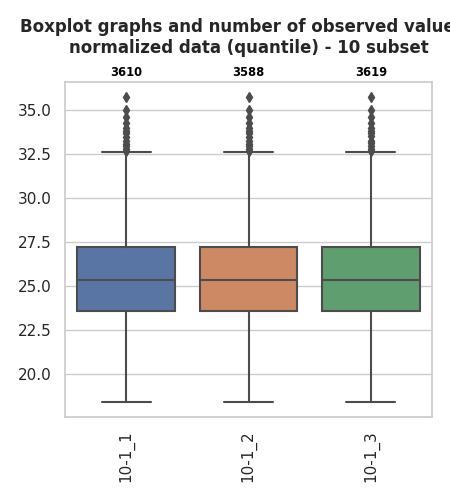 Boxplot graphs and number of observed value
normalized data (quantile) - 10 subset
3610 3588 3619
35.0
32.5
30.0
27.5
25.0
22.5
20.0
10-1_1 10-1_2 10-1_3